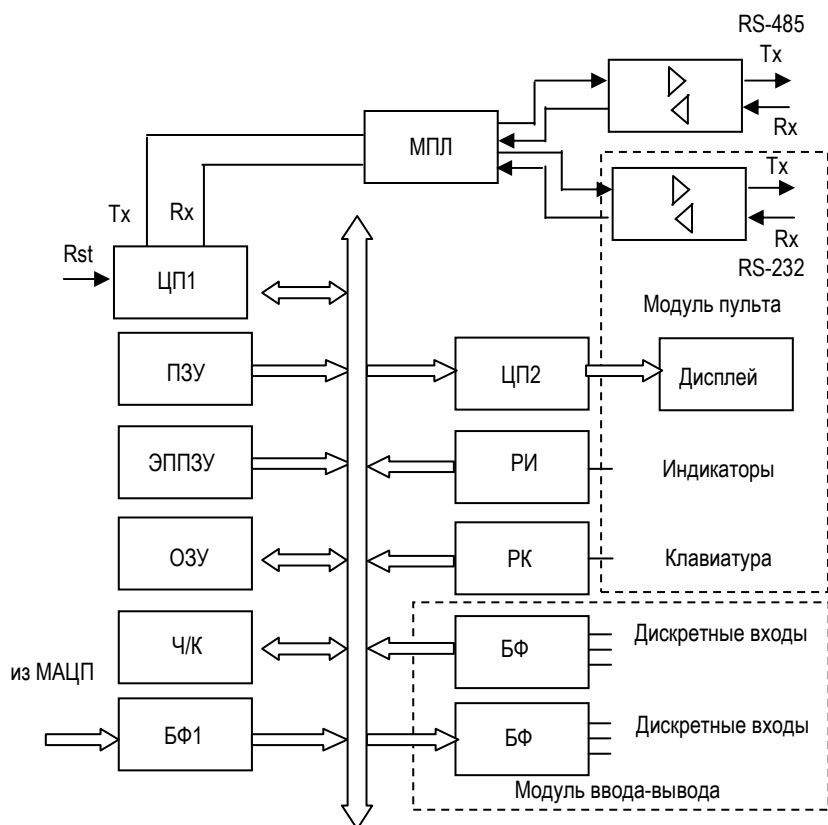 RS-485
Tx
Rx
МПЛ
Tx
Rx
RS-232
Tx
Rx
Rst
ЦП1
Модуль пульта
ПЗУ
ЦП2
Дисплей
ЭППЗУ
РИ
Индикаторы
ОЗУ
РК
Клавиатура
Ч/К
БФ
Дискретные входы
из МАЦП
БФ1
БФ
Дискретные входы
Модуль ввода-вывода